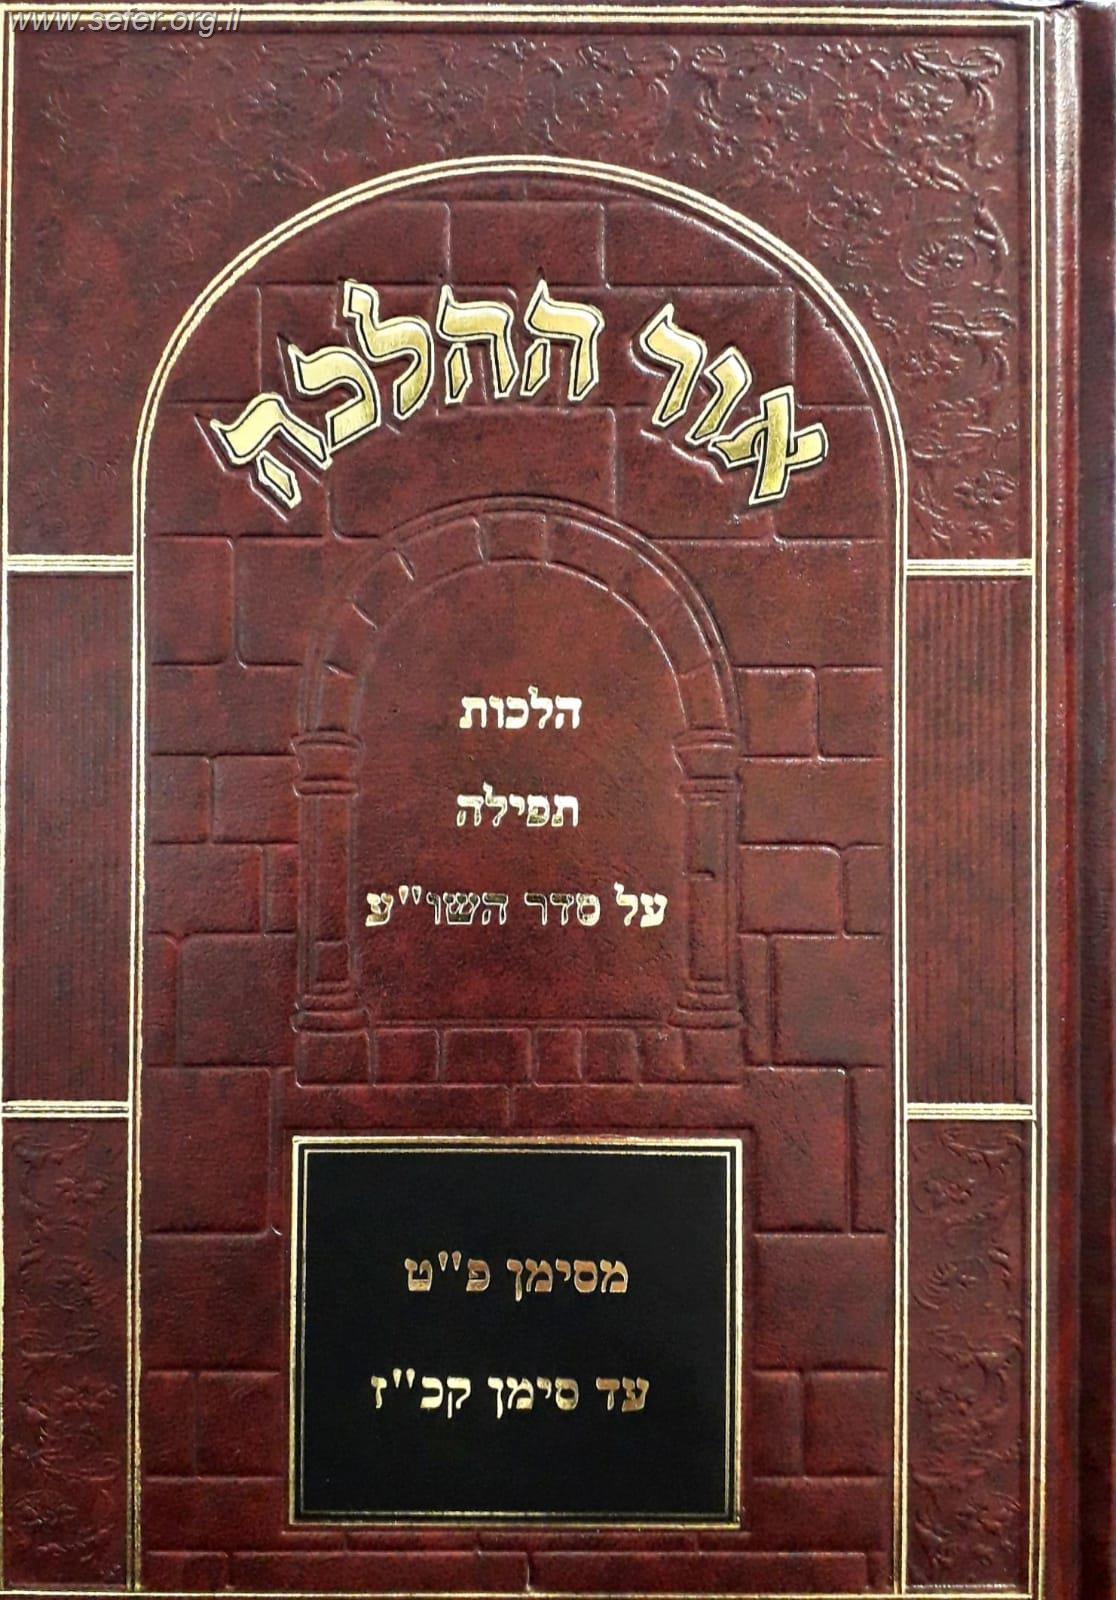 www.sefer.org.il
אור ההלכה
הלכות
תפילה
על סדר השו"ע
מסימן פ"ט
עד סימן קכ"ז